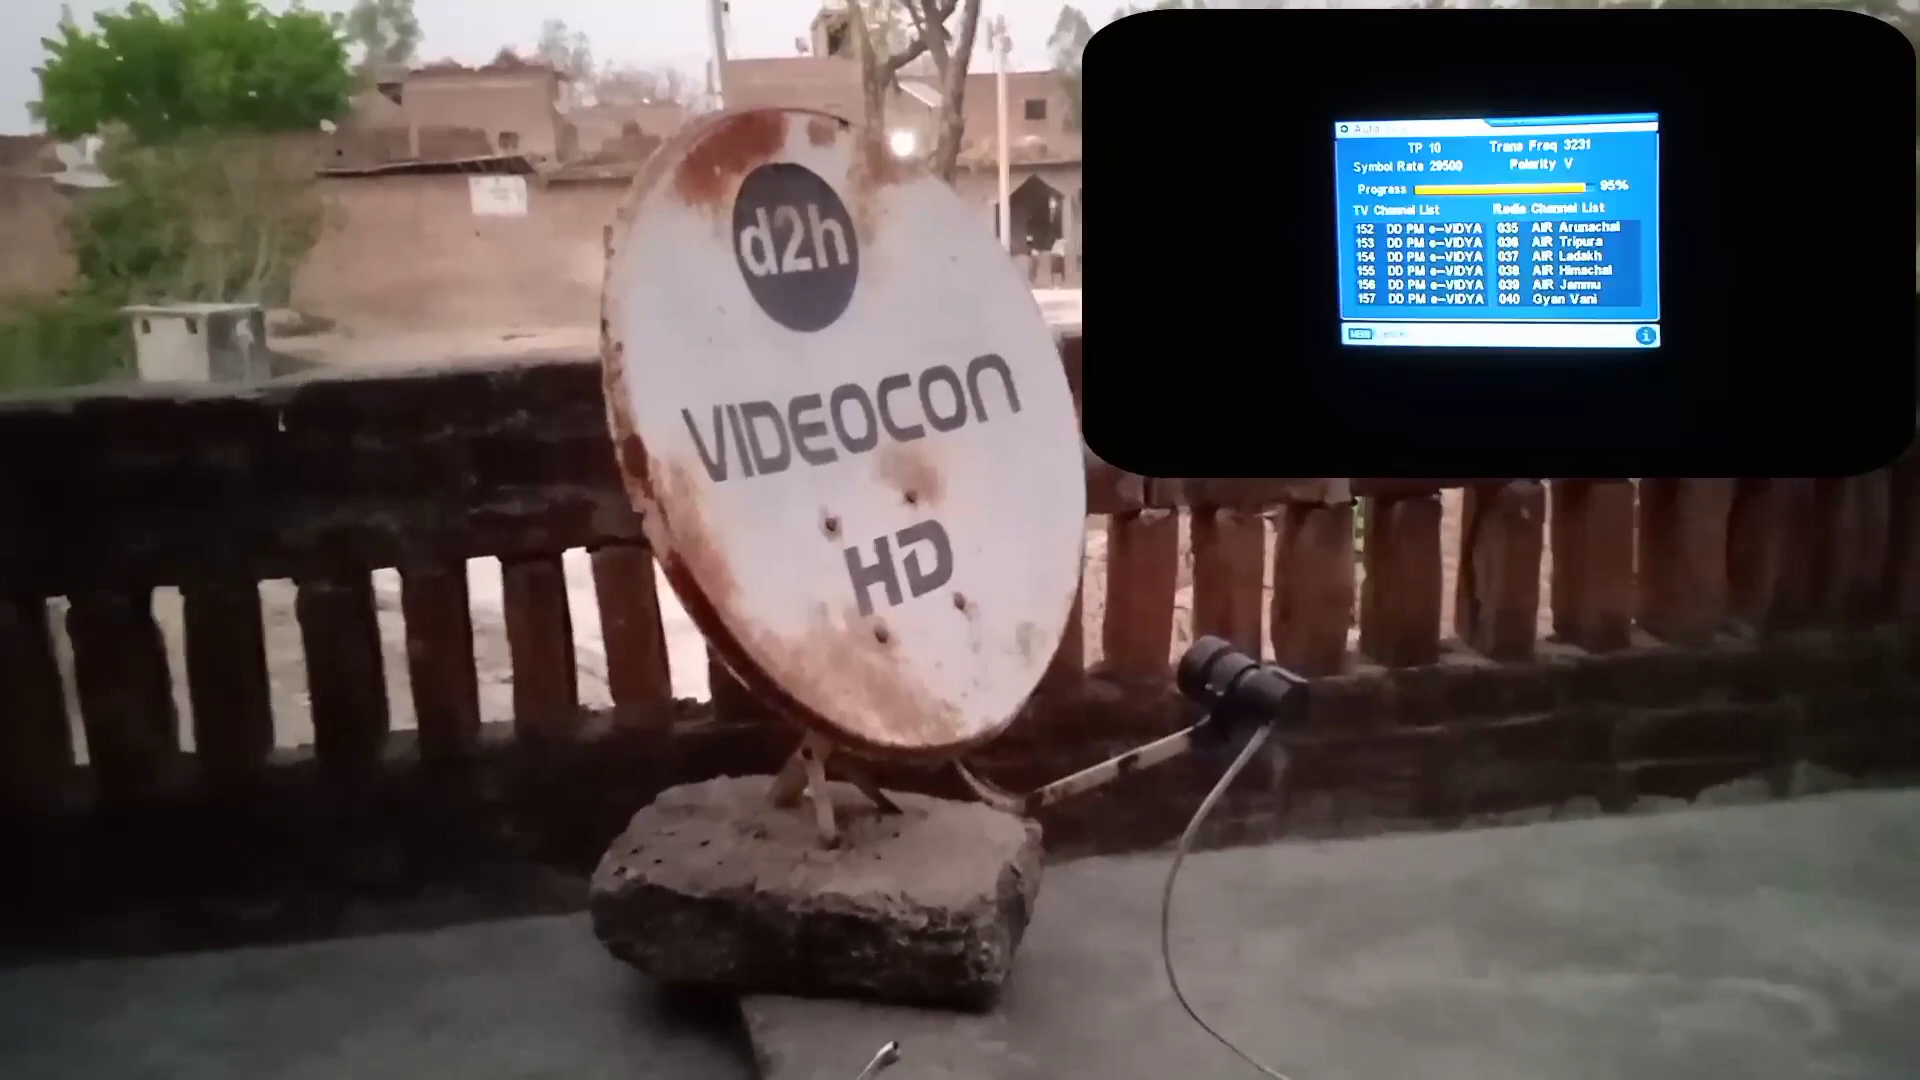 d2h
VIDEOCON
HD
Auto
TP 10 Trans Freq 3231
Symbol Rate 29500 Polarity V
Progress 95%
TV Channel List Radio Channel List
152 DD PM e-VIDYA 035 AIR Arunachal
153 DD PM e-VIDYA 036 AIR Tripura
154 DD PM e-VIDYA 037 AIR Ladakh
155 DD PM e-VIDYA 038 AIR Himachal
156 DD PM e-VIDYA 039 AIR Jammu
157 DD PM e-VIDYA 040 Gyan Vani
MENU
i